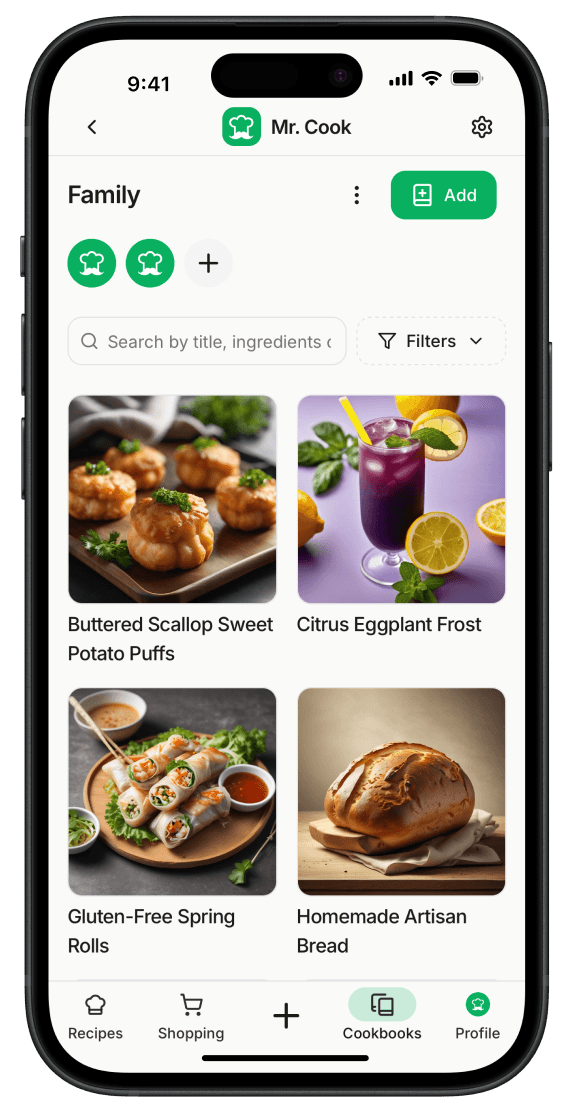 9:41
Mr. Cook
Family
Add
Search by title, ingredients c
Filters
Buttered Scallop Sweet
Potato Puffs
Citrus Eggplant Frost
Gluten-Free Spring
Rolls
Homemade Artisan
Bread
Recipes
Shopping
Cookbooks
Profile